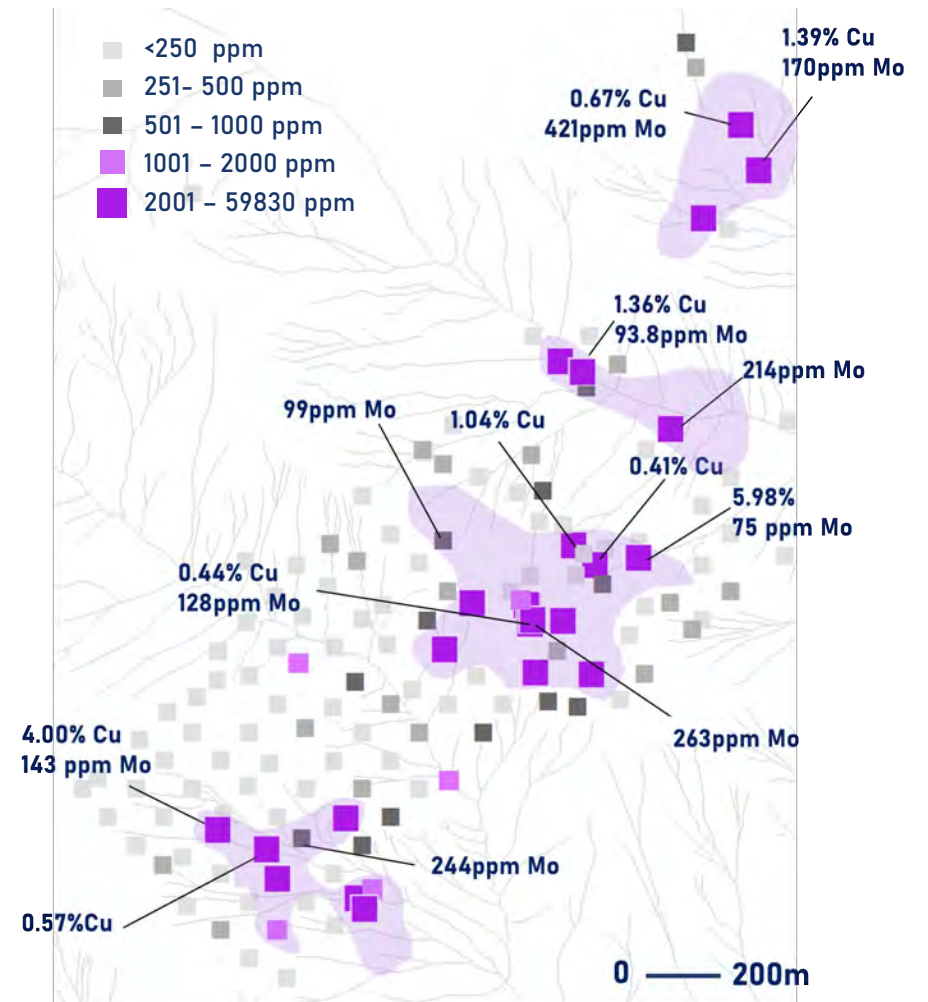 <250 ppm
251- 500 ppm
501 – 1000 ppm
1001 – 2000 ppm
2001 – 59830 ppm
1.39% Cu
170ppm Mo
0.67% Cu
421ppm Mo
1.36% Cu
93.8ppm Mo
214ppm Mo
99ppm Mo
1.04% Cu
0.41% Cu
5.98%
75 ppm Mo
0.44% Cu
128ppm Mo
263ppm Mo
4.00% Cu
143 ppm Mo
244ppm Mo
0.57%Cu
0 200m